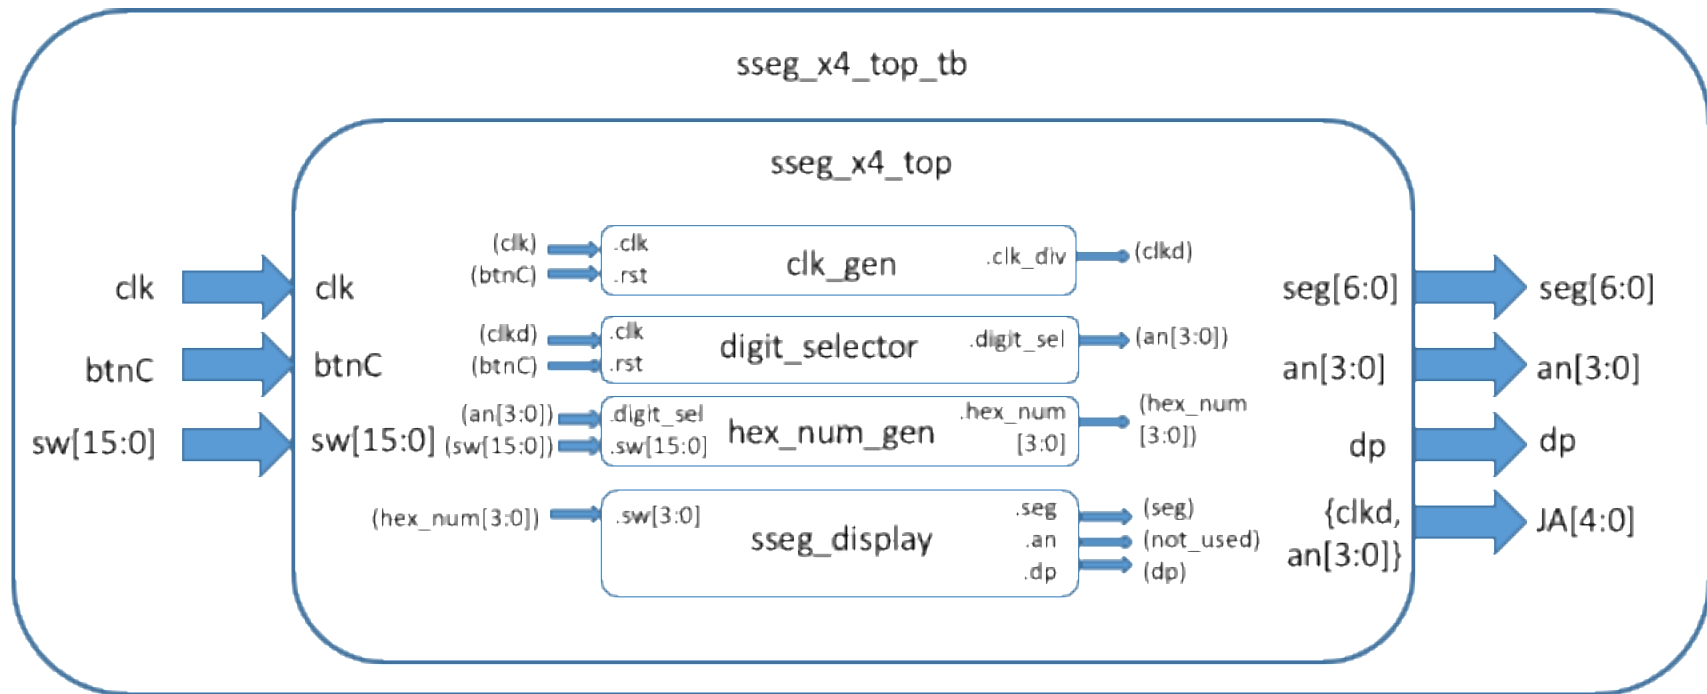 sseg_x4_top_tb
sseg_x4_top
clk
btnC
sw[15:0]
clk
btnC
sw[15:0]
(clk)
(btnC)
.clk
.rst
clk_gen
.clk_div
(clkd)
(clkd)
(btnC)
.clk
.rst
digit_selector
.digit_sel
(an[3:0])
(an[3:0])
(sw[15:0])
.digit_sel
.sw[15:0]
hex_num_gen
.hex_num
[3:0]
(hex_num
[3:0])
(hex_num[3:0])
.sw[3:0]
sseg_display
.seg
.an
.dp
(seg)
(not_used)
(dp)
seg[6:0]
an[3:0]
dp
{clkd,
an[3:0]}
seg[6:0]
an[3:0]
dp
JA[4:0]